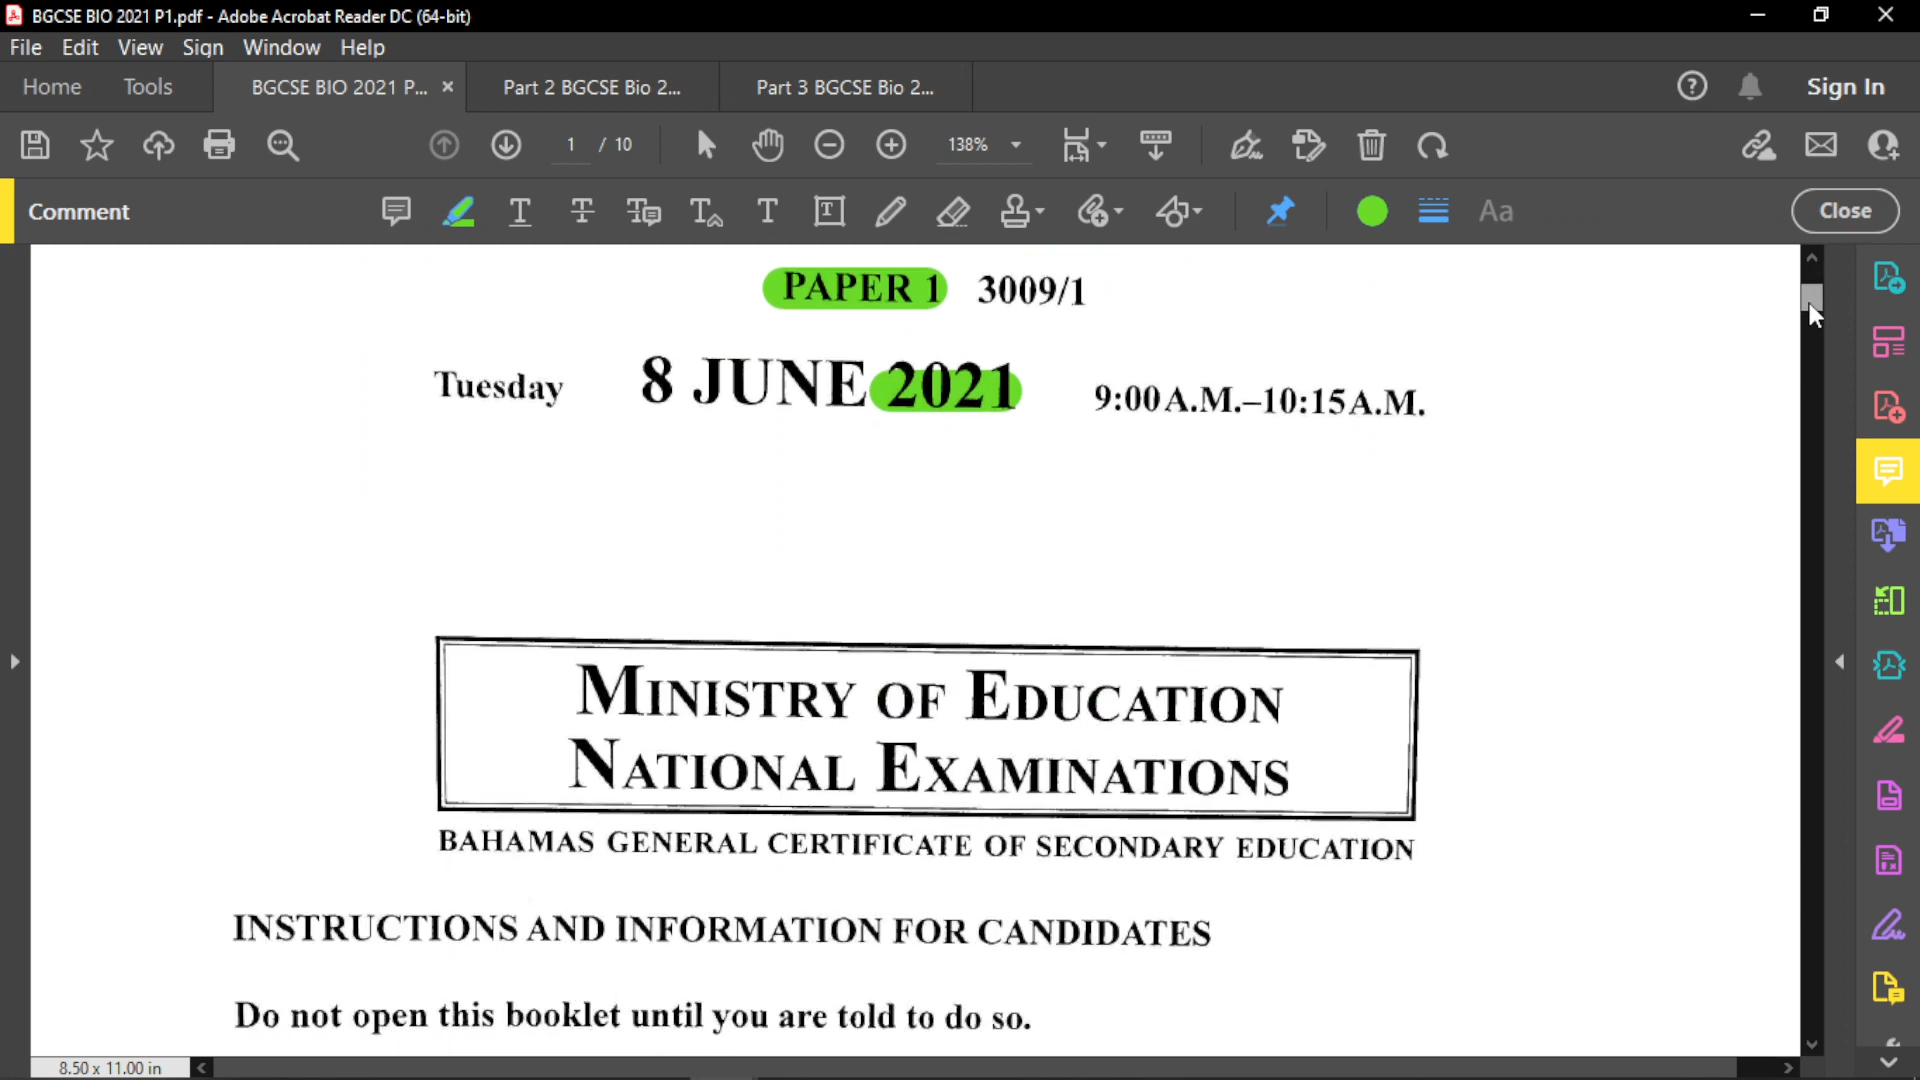 BGCSE BIO 2021 P1.pdf - Adobe Acrobat Reader DC (64-bit)
File Edit View Sign Window Help
Home Tools BGCSE BIO 2021 P... × Part 2 BGCSE Bio 2... Part 3 BGCSE Bio 2... Sign In
1 / 10 138%
Comment Aa Close
PAPER 1 3009/1
Tuesday 8 JUNE 2021 9:00 A.M.–10:15 A.M.
MINISTRY OF EDUCATION
NATIONAL EXAMINATIONS
BAHAMAS GENERAL CERTIFICATE OF SECONDARY EDUCATION
INSTRUCTIONS AND INFORMATION FOR CANDIDATES
Do not open this booklet until you are told to do so.
8.50 x 11.00 in